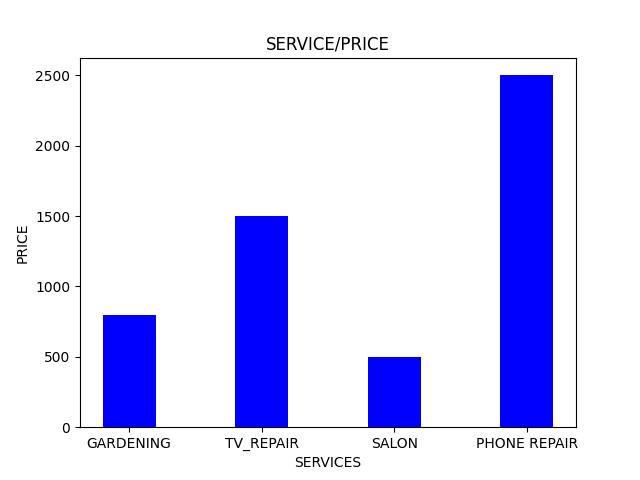 SERVICE/PRICE
PRICE
2500
2000
1500
1000
500
0
GARDENING TV_REPAIR SALON PHONE REPAIR
SERVICES